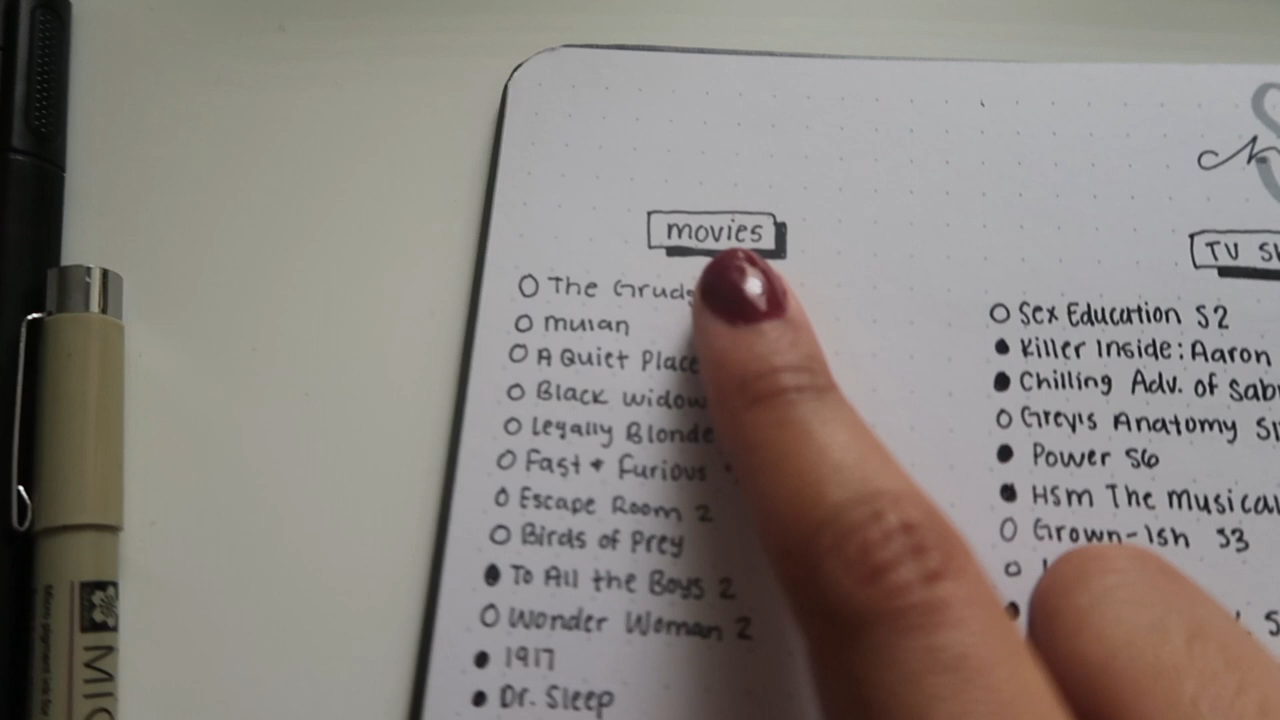 movies
The Grudg
mulan
A Quiet Place
Black Widow
Legally Blonde
Fast + Furious
Escape Room 2
Birds of Prey
To All the Boys 2
Wonder Woman 2
1917
Dr. Sleep
TV S
Sex Education S2
Killer Inside: Aaron
Chilling Adv. of Sab
Grey's Anatomy S1
Power S6
HSM The Musical
Grown-ish S3
MIC